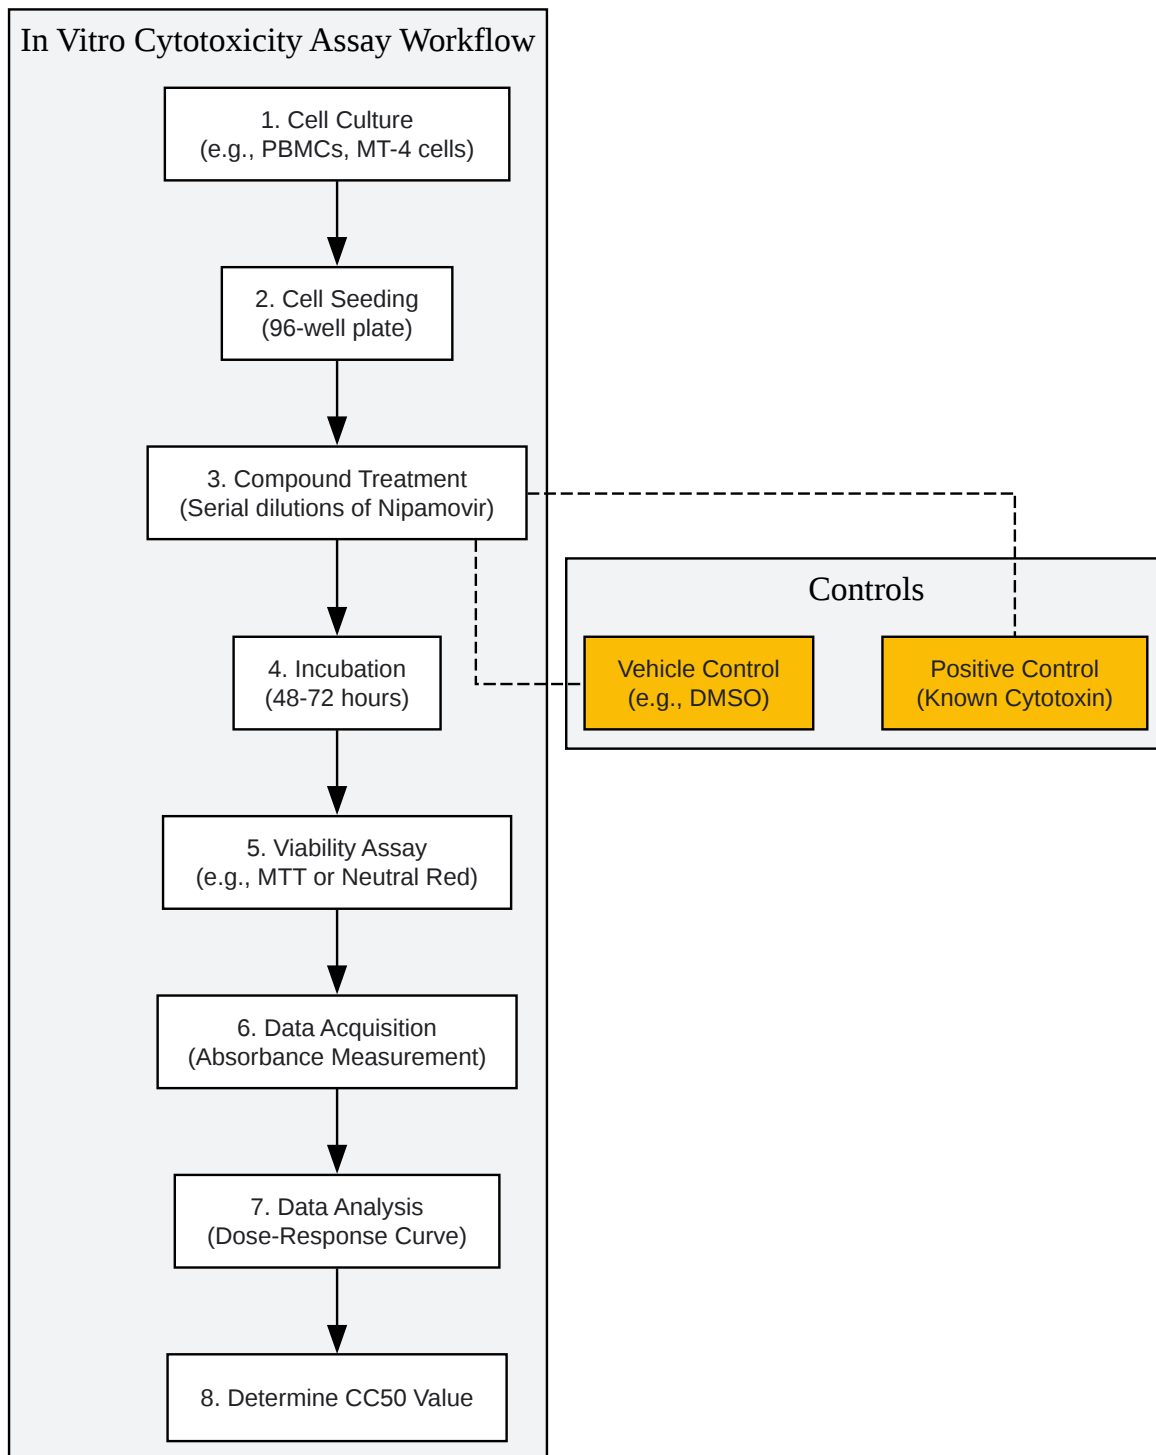 In Vitro Cytotoxicity Assay Workflow
1. Cell Culture
(e.g., PBMCs, MT-4 cells)
2. Cell Seeding
(96-well plate)
3. Compound Treatment
(Serial dilutions of Nipamovir)
Controls
4. Incubation
(48-72 hours)
Vehicle Control
(e.g., DMSO)
Positive Control
(Known Cytotoxin)
5. Viability Assay
(e.g., MTT or Neutral Red)
6. Data Acquisition
(Absorbance Measurement)
7. Data Analysis
(Dose-Response Curve)
8. Determine CC50 Value